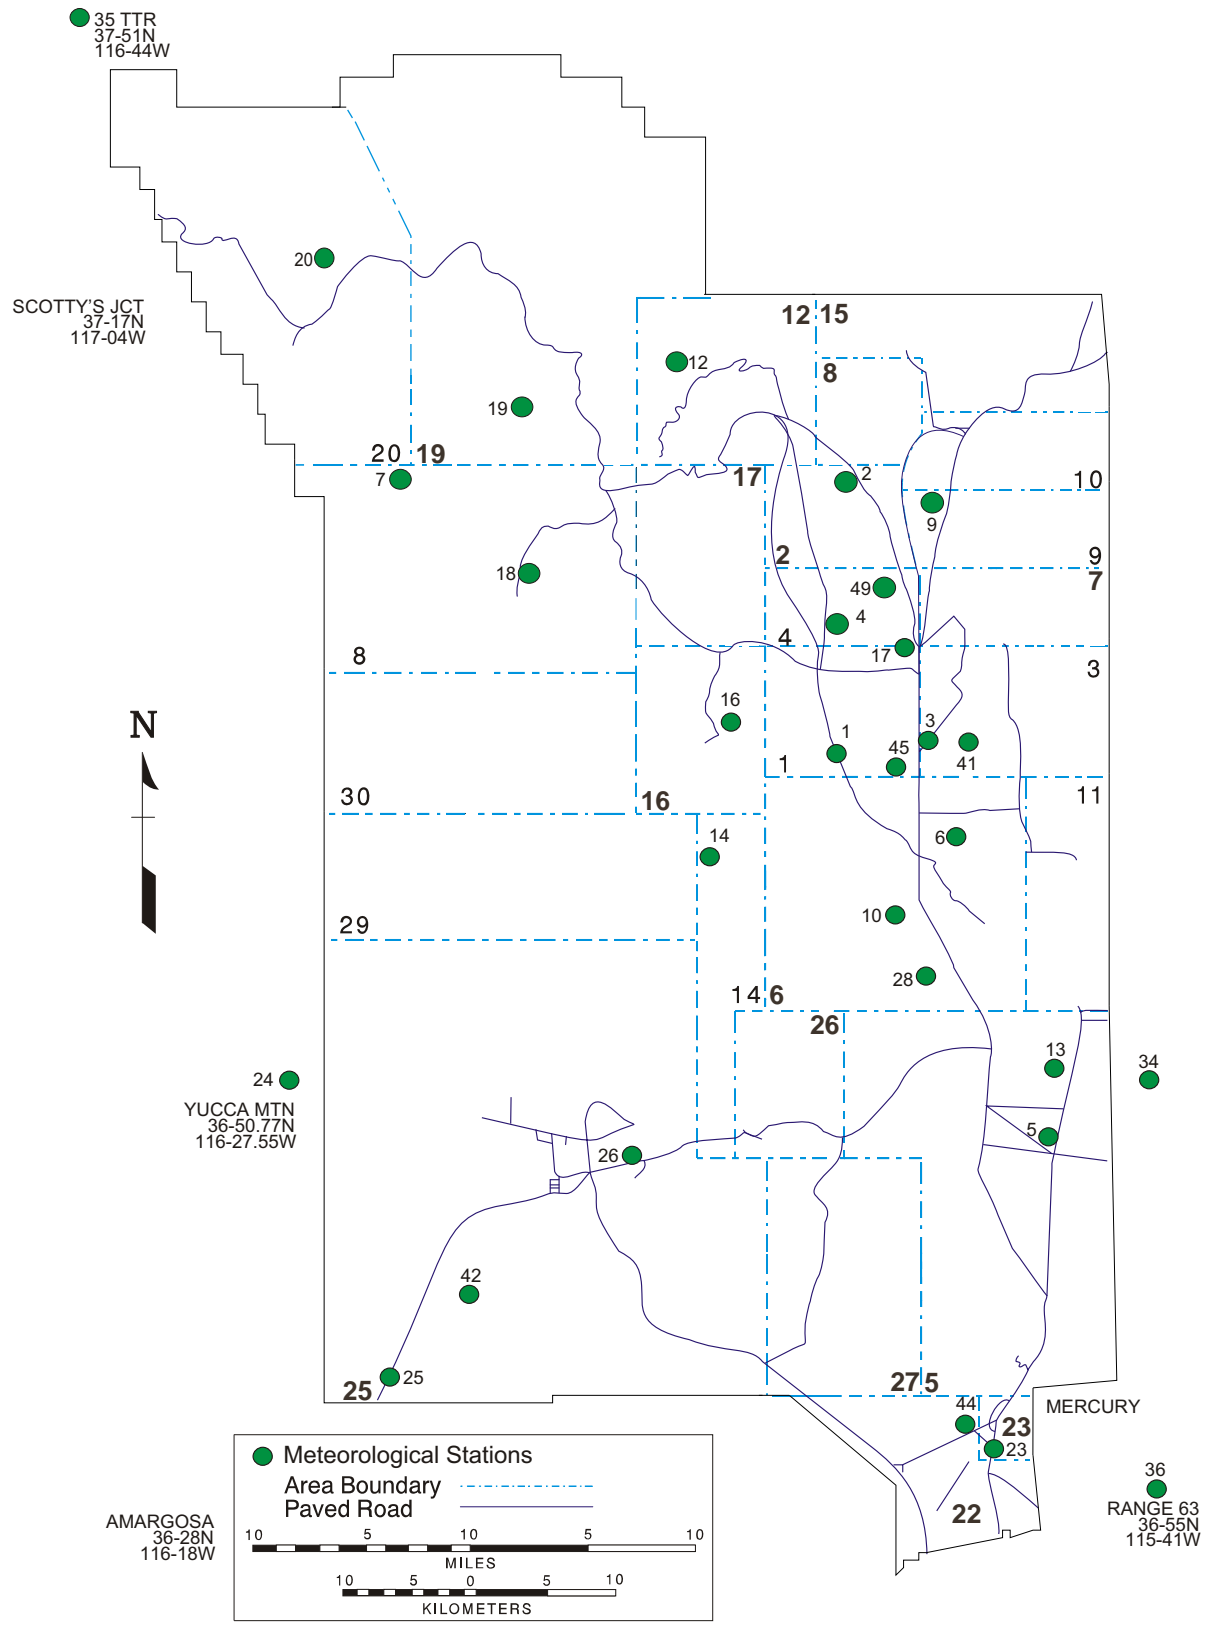 35 TTR
37-51N
116-44W
20
SCOTTY'S JCT
37-17N
117-04W
12 15
12
8
19
20 19
7
17
2
10
9
18
2
9
7
49
4
4
17
3
8
16
1
3
45
41
N
1
11
30
16
14
6
29
10
28
14 6
26
13
34
24
YUCCA MTN
36-50.77N
116-27.55W
5
26
42
25
25
27 5
MERCURY
44
23
23
22
36
RANGE 63
36-55N
115-41W
Meteorological Stations
Area Boundary
Paved Road
AMARGOSA
36-28N
116-18W
10 5 10 5 10
MILES
10 5 0 5 10
KILOMETERS